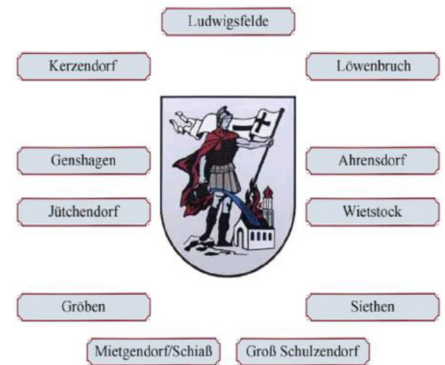 Ludwigsfelde
Kerzendorf
Löwenbruch
Genshagen
Ahrensdorf
Jütchendorf
Wietstock
Gröben
Siethen
Mietgendorf/Schiaß
Groß Schulzendorf